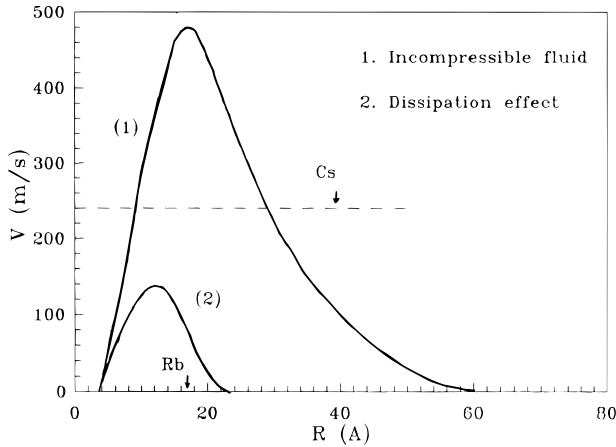 500
400
300
200
100
0
V (m/s)
1. Incompressible fluid
2. Dissipation effect
(1)
Cs
(2)
Rb
0
20
40
60
80
R (A)